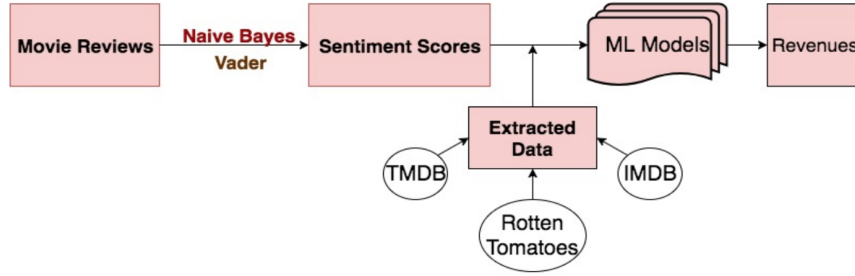 Movie Reviews
Naive Bayes
Vader
Sentiment Scores
ML Models
Revenues
Extracted
Data
TMDB
IMDB
Rotten
Tomatoes